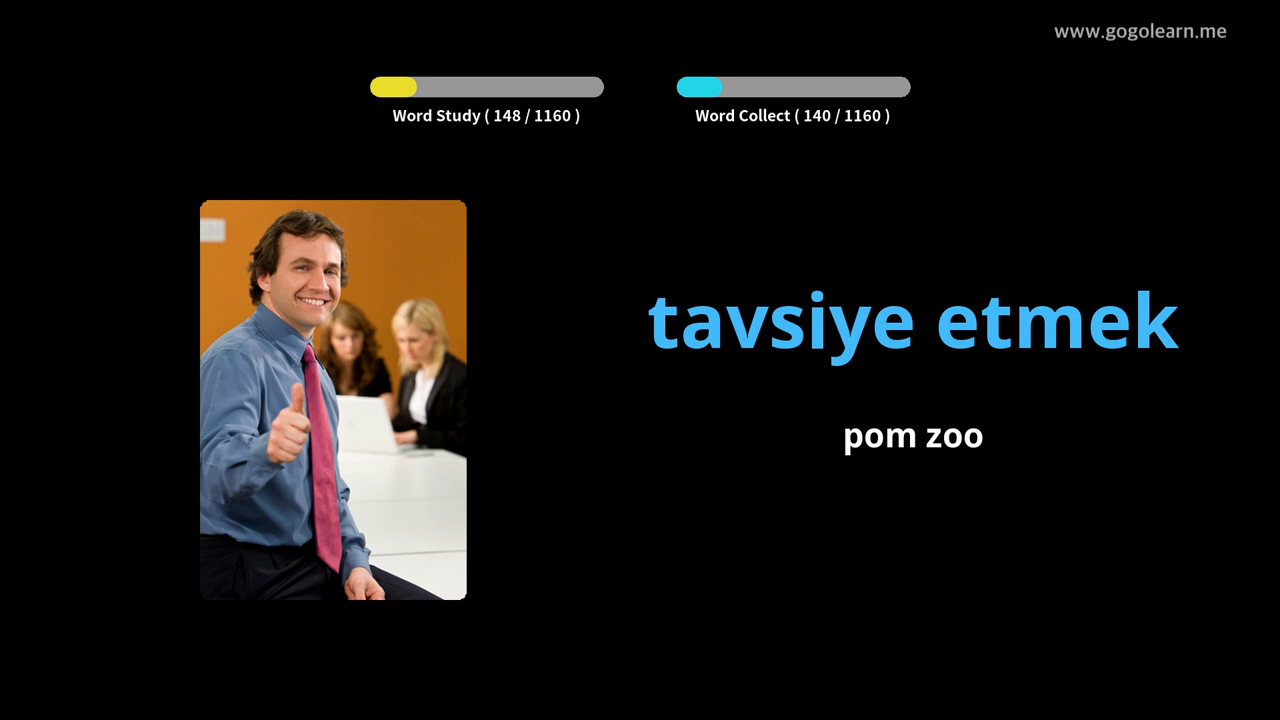 www.gogolearn.me
Word Study ( 148 / 1160 )
Word Collect ( 140 / 1160 )
tavsiye etmek
pom zoo